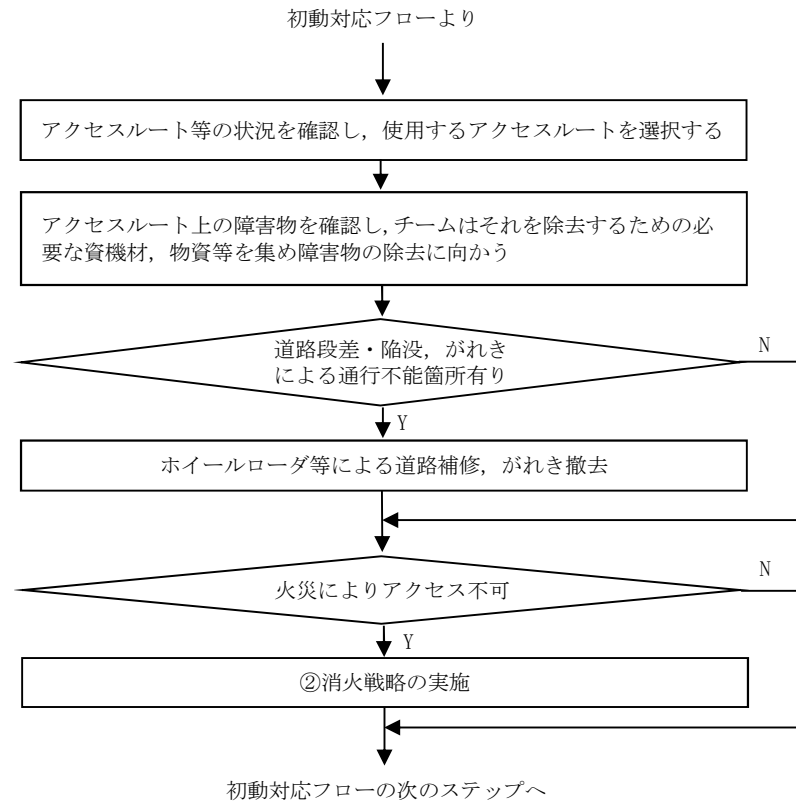 初動対応フローより
アクセスルート等の状況を確認し，使用するアクセスルートを選択する
アクセスルート上の障害物を確認し，チームはそれを除去するための必
要な資機材，物資等を集め障害物の除去に向かう
道路段差・陥没，がれき
による通行不能箇所有り
N
Y
ホイールローダ等による道路補修，がれき撤去
火災によりアクセス不可
N
Y
②消火戦略の実施
初動対応フローの次のステップへ